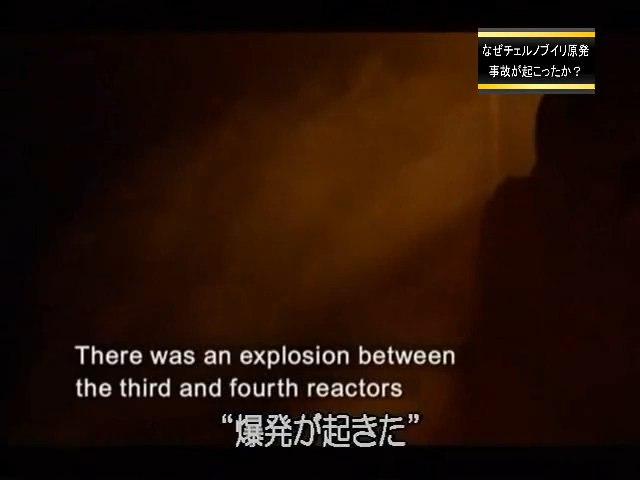 なぜチェルノブイリ原発
事故が起こったか？
There was an explosion between
the third and fourth reactors
“爆発が起きた”